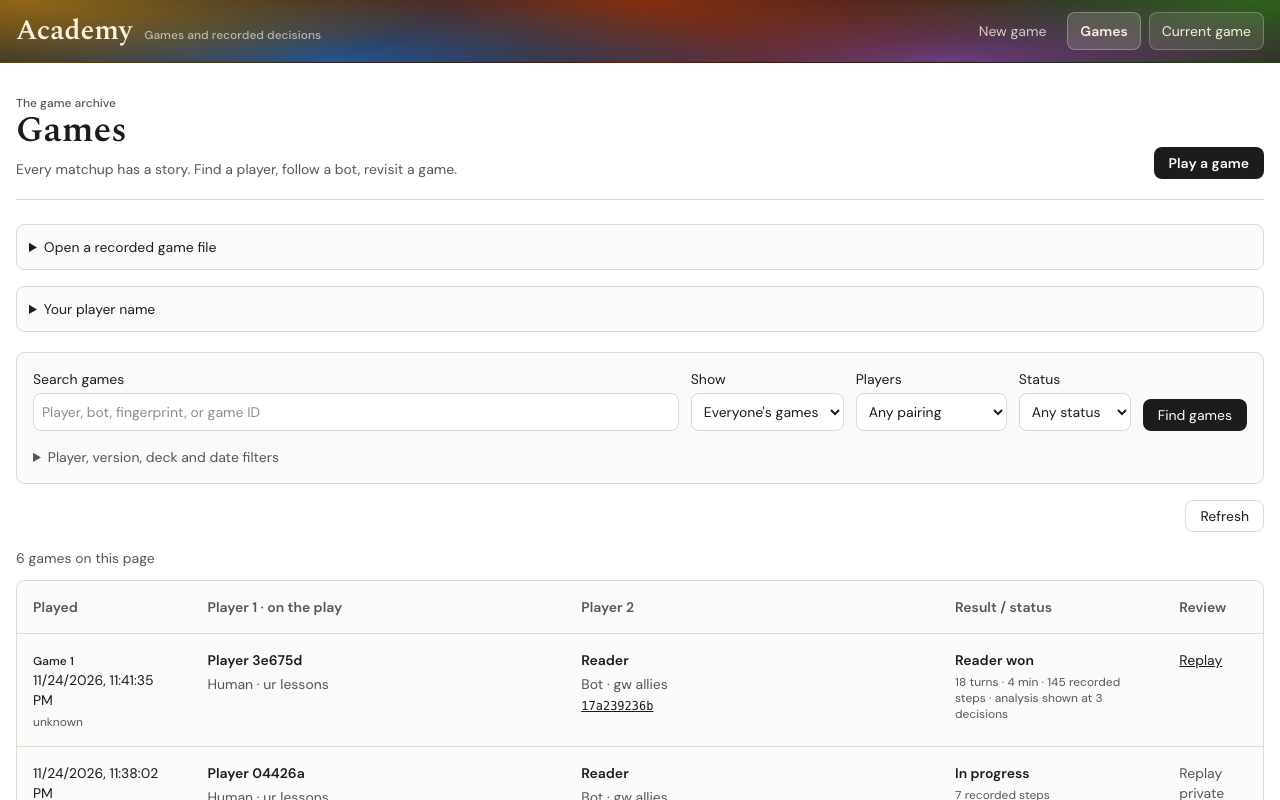 Academy Games and recorded decisions New game Games Current game
The game archive
Games
Every matchup has a story. Find a player, follow a bot, revisit a game.
Play a game
Open a recorded game file
Your player name
Search games Show Players Status
Player, bot, fingerprint, or game ID Everyone's games Any pairing Any status Find games
Player, version, deck and date filters
Refresh
6 games on this page
Played Player 1 · on the play Player 2 Result / status Review
Game 1
11/24/2026, 11:41:35
PM
unknown
Player 3e675d
Human · ur lessons
Reader
Bot · gw allies
17a239236b
Reader won
18 turns · 4 min · 145 recorded
steps · analysis shown at 3
decisions
Replay
11/24/2026, 11:38:02
PM
Player 04426a
Human · ur lessons
Reader
Bot · gw allies
In progress
7 recorded steps
Replay
private